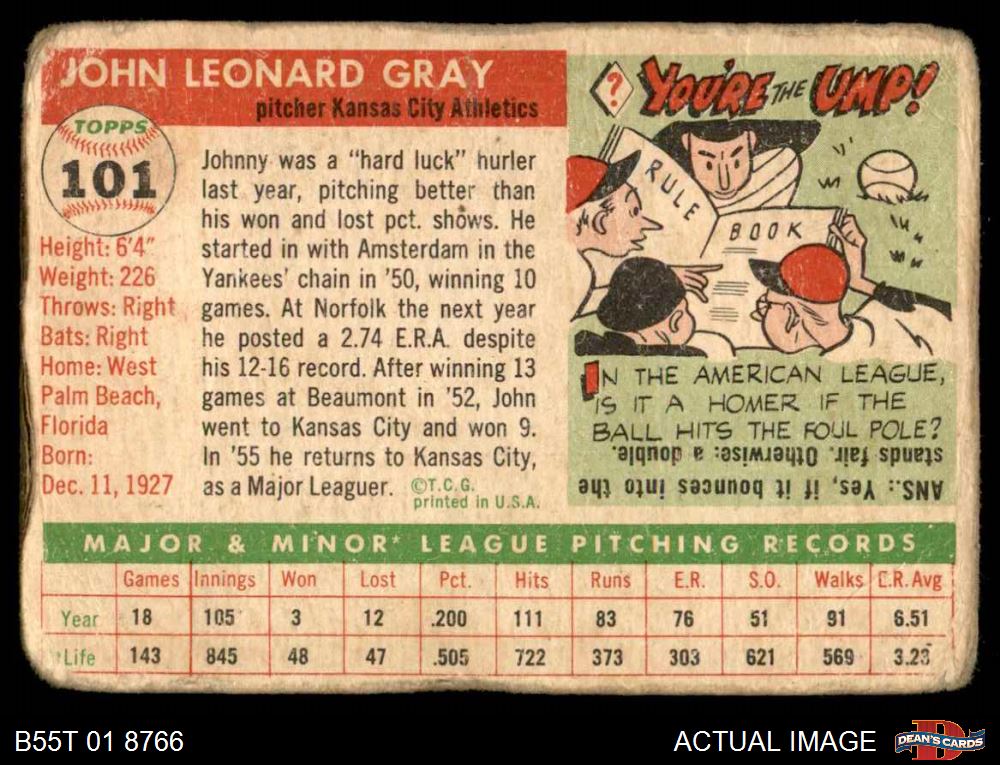 JOHN LEONARD GRAY
pitcher Kansas City Athletics
TOPPS
101
Height: 6'4"
Weight: 226
Throws: Right
Bats: Right
Home: West
Palm Beach,
Florida
Born:
Dec. 11, 1927
Johnny was a "hard luck" hurler
last year, pitching better than
his won and lost pct. shows. He
started in with Amsterdam in the
Yankees' chain in '50, winning 10
games. At Norfolk the next year
he posted a 2.74 E.R.A. despite
his 12-16 record. After winning 13
games at Beaumont in '52, John
went to Kansas City and won 9.
In '55 he returns to Kansas City,
as a Major Leaguer.
©T.C.G.
printed in U.S.A.
? YOU'RE THE UMP!
RULE
BOOK
IN THE AMERICAN LEAGUE,
IS IT A HOMER IF THE
BALL HITS THE FOUL POLE?
ANS.: Yes, if it bounces into the
stands fair. Otherwise: a double.
MAJOR & MINOR* LEAGUE PITCHING RECORDS
Games Innings Won Lost Pct. Hits Runs E.R. S.O. Walks E.R. Avg
Year 18 105 3 12 .200 111 83 76 51 91 6.51
*Life 143 845 48 47 .505 722 373 303 621 569 3.23
B55T 01 8766
ACTUAL IMAGE
DEAN'S CARDS